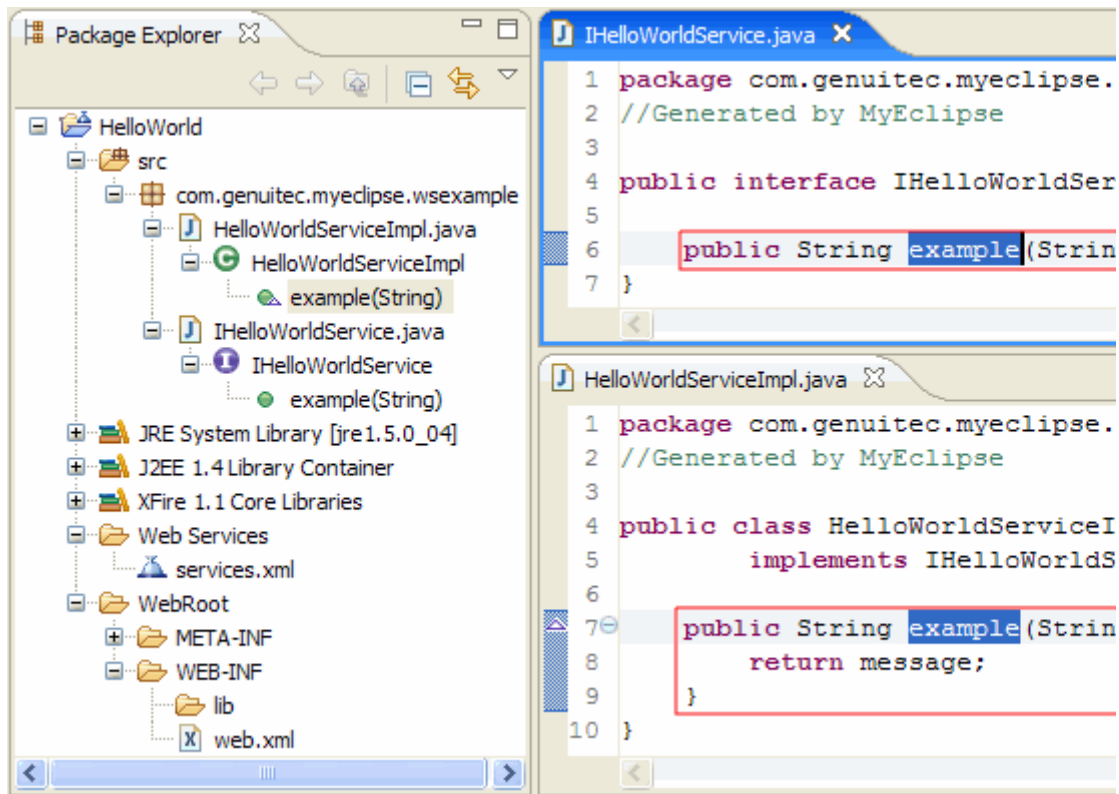 Package Explorer
HelloWorld
src
com.genuitec.myeclipse.wsexample
HelloWorldServiceImpl.java
HelloWorldServiceImpl
example(String)
IHelloWorldService.java
IHelloWorldService
example(String)
JRE System Library [jre1.5.0_04]
J2EE 1.4 Library Container
XFire 1.1 Core Libraries
Web Services
services.xml
WebRoot
META-INF
WEB-INF
lib
web.xml
IHelloWorldService.java
1 package com.genuitec.myeclipse.
2 //Generated by MyEclipse
3
4 public interface IHelloWorldSer
5
6 public String example(Strin
7 }
HelloWorldServiceImpl.java
1 package com.genuitec.myeclipse.
2 //Generated by MyEclipse
3
4 public class HelloWorldServiceI
5 implements IHelloWorldS
6
7 public String example(Strin
8 return message;
9 }
10 }